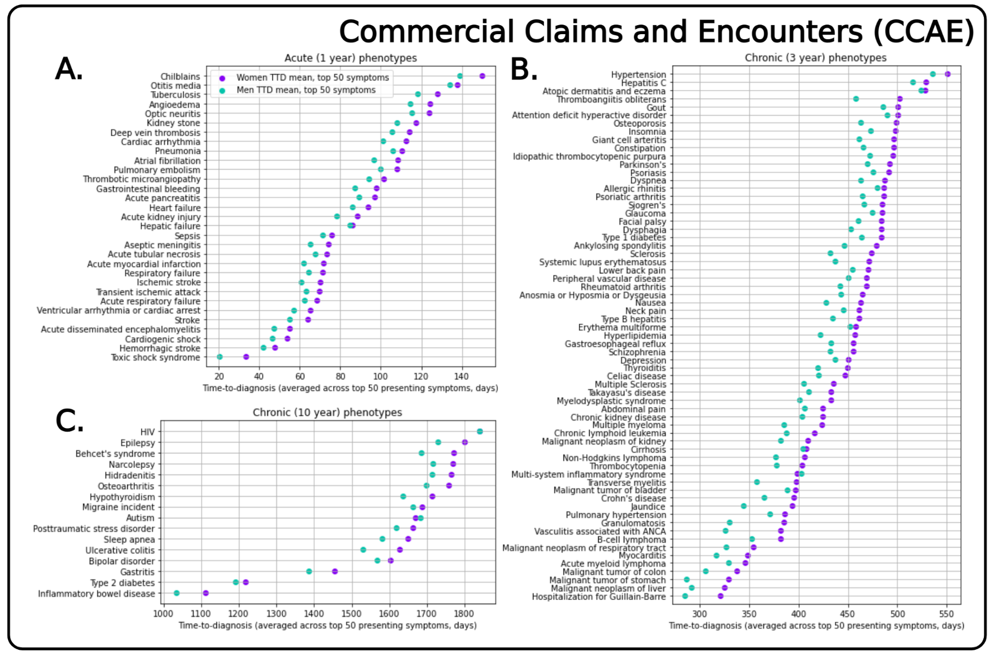 Commercial Claims and Encounters (CCAE)
A.
Acute (1 year) phenotypes
Women TTD mean, top 50 symptoms
Men TTD mean, top 50 symptoms
Chilblains
Otitis media
Tuberculosis
Angioedema
Optic neuritis
Kidney stone
Deep vein thrombosis
Cardiac arrhythmia
Pneumonia
Atrial fibrillation
Pulmonary embolism
Thrombotic microangiopathy
Gastrointestinal bleeding
Acute pancreatitis
Heart failure
Acute kidney injury
Hepatic failure
Sepsis
Aseptic meningitis
Acute tubular necrosis
Acute myocardial infarction
Respiratory failure
Ischemic stroke
Transient ischemic attack
Acute respiratory failure
Ventricular arrhythmia or cardiac arrest
Stroke
Acute disseminated encephalomyelitis
Cardiogenic shock
Hemorrhagic stroke
Toxic shock syndrome
20 40 60 80 100 120 140
Time-to-diagnosis (averaged across top 50 presenting symptoms, days)
B.
Chronic (3 year) phenotypes
Hypertension
Hepatitis C
Atopic dermatitis and eczema
Thromboangiitis obliterans
Gout
Attention deficit hyperactive disorder
Osteoporosis
Insomnia
Giant cell arteritis
Constipation
Idiopathic thrombocytopenic purpura
Parkinson's
Psoriasis
Dyspnea
Allergic rhinitis
Psoriatic arthritis
Sjogren's
Glaucoma
Facial palsy
Dysphagia
Type 1 diabetes
Ankylosing spondylitis
Sclerosis
Systemic lupus erythematosus
Lower back pain
Peripheral vascular disease
Rheumatoid arthritis
Anosmia or Hyposmia or Dysgeusia
Nausea
Neck pain
Type B hepatitis
Erythema multiforme
Hyperlipidemia
Gastroesophageal reflux
Schizophrenia
Depression
Thyroiditis
Celiac disease
Multiple Sclerosis
Takayasu's disease
Myelodysplastic syndrome
Abdominal pain
Chronic kidney disease
Multiple myeloma
Chronic lymphoid leukemia
Malignant neoplasm of kidney
Cirrhosis
Non-Hodgkins lymphoma
Thrombocytopenia
Multi-system inflammatory syndrome
Transverse myelitis
Malignant tumor of bladder
Crohn's disease
Jaundice
Pulmonary hypertension
Granulomatosis
Vasculitis associated with ANCA
B-cell lymphoma
Malignant neoplasm of respiratory tract
Myocarditis
Acute myeloid lymphoma
Malignant tumor of colon
Malignant tumor of stomach
Malignant neoplasm of liver
Hospitalization for Guillain-Barre
300 350 400 450 500 550
Time-to-diagnosis (averaged across top 50 presenting symptoms, days)
C.
Chronic (10 year) phenotypes
HIV
Epilepsy
Behcet's syndrome
Narcolepsy
Hidradenitis
Osteoarthritis
Hypothyroidism
Migraine incident
Autism
Posttraumatic stress disorder
Sleep apnea
Ulcerative colitis
Bipolar disorder
Gastritis
Type 2 diabetes
Inflammatory bowel disease
1000 1100 1200 1300 1400 1500 1600 1700 1800
Time-to-diagnosis (averaged across top 50 presenting symptoms, days)